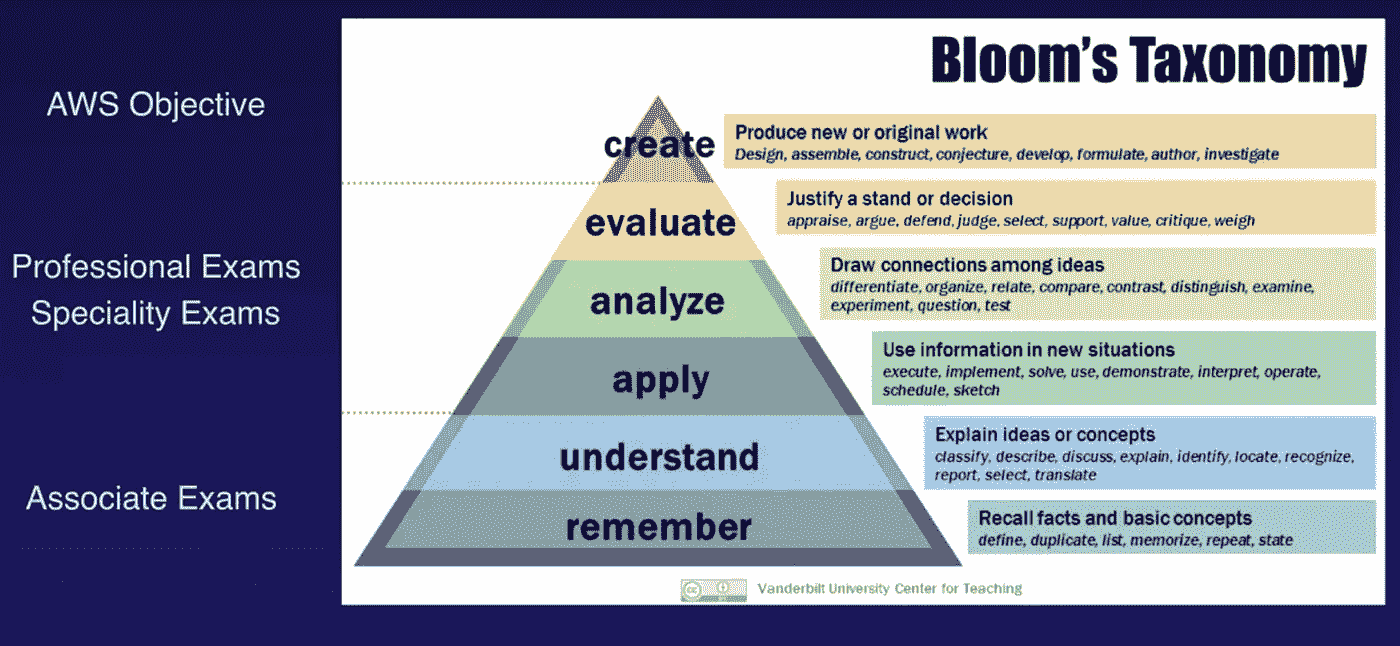 Bloom's Taxonomy
AWS Objective
Professional Exams
Speciality Exams
Associate Exams
create
Produce new or original work
Design, assemble, construct, conjecture, develop, formulate, author, investigate
evaluate
Justify a stand or decision
appraise, argue, defend, judge, select, support, value, critique, weigh
analyze
Draw connections among ideas
differentiate, organize, relate, compare, contrast, distinguish, examine,
experiment, question, test
apply
Use information in new situations
execute, implement, solve, use, demonstrate, interpret, operate,
schedule, sketch
understand
Explain ideas or concepts
classify, describe, discuss, explain, identify, locate, recognize,
report, select, translate
remember
Recall facts and basic concepts
define, duplicate, list, memorize, repeat, state
cc
Vanderbilt University Center for Teaching